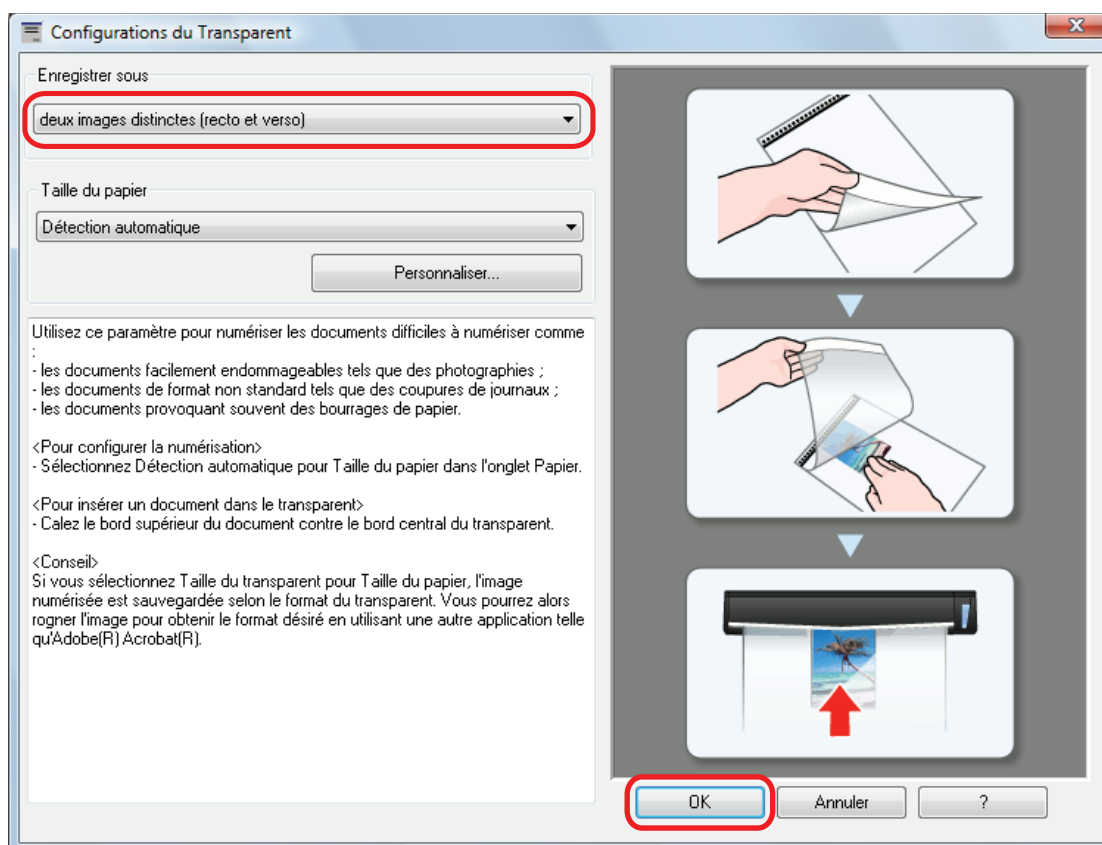 Configurations du Transparent
Enregistrer sous
deux images distinctes (recto et verso)
Taille du papier
Détection automatique
Personnaliser...
Utilisez ce paramètre pour numériser les documents difficiles à numériser comme
:
- les documents facilement endommageables tels que des photographies ;
- les documents de format non standard tels que des coupures de journaux ;
- les documents provoquant souvent des bourrages de papier.
<Pour configurer la numérisation>
- Sélectionnez Détection automatique pour Taille du papier dans l'onglet Papier.
<Pour insérer un document dans le transparent>
- Calez le bord supérieur du document contre le bord central du transparent.
<Conseil>
Si vous sélectionnez Taille du transparent pour Taille du papier, l'image
numérisée est sauvegardée selon le format du transparent. Vous pourrez alors
rogner l'image pour obtenir le format désiré en utilisant une autre application telle
qu'Adobe(R) Acrobat(R).
OK
Annuler
?